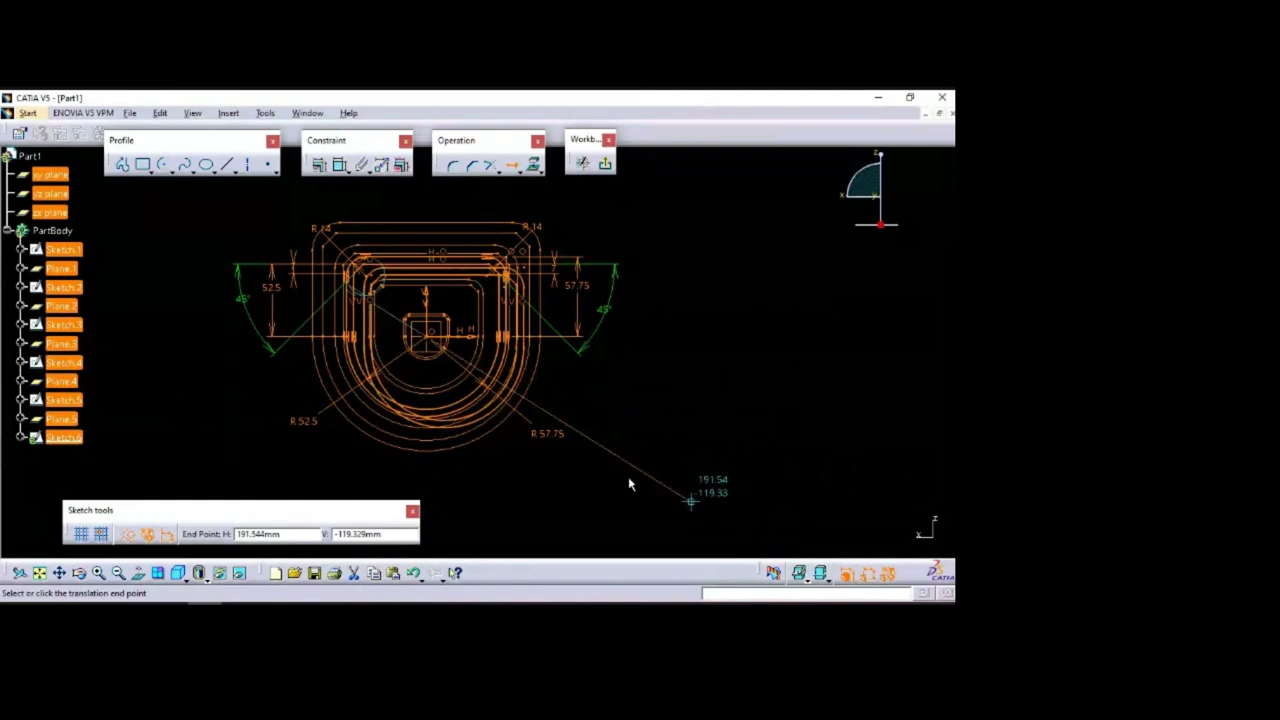 CATIA V5 - [Part1]
Start ENOVIA V5 VPM File Edit View Insert Tools Window Help
Profile Constraint Operation Workb...
Part1
xy plane
yz plane
zx plane
PartBody
Sketch.1
Plane.1
Sketch.2
Plane.2
Sketch.3
Plane.3
Sketch.4
Plane.4
Sketch.5
Plane.5
Sketch.6
z
x y
R 14 R 14
H
52.5 57.75
45° 45°
V H H
R 52.5 R 57.75
191.54
-119.33
z
x
Sketch tools
End Point: H: 191.544mm V: -119.329mm
CATIA
Select or click the translation end point